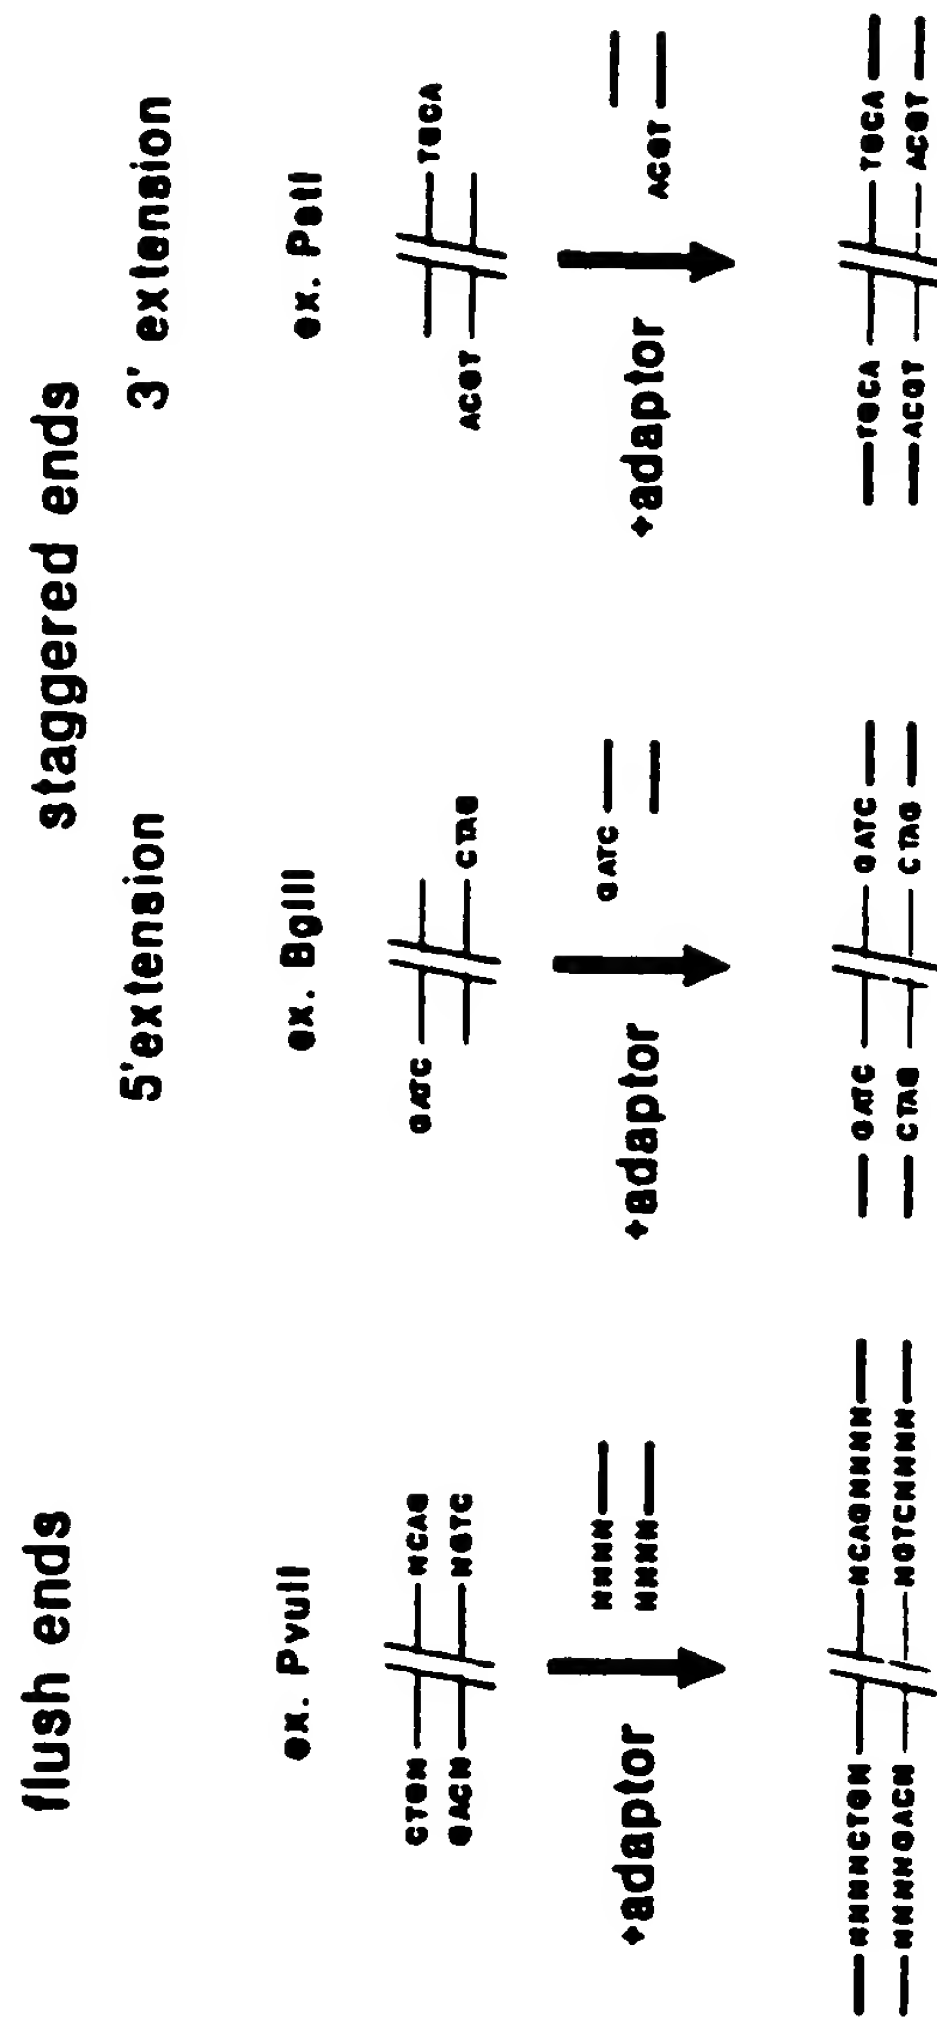 flush ends
staggered ends
5'extension
3' extension
ex. PvuII
ex. BglII
ex. PstI
CTGN NCAG
GACN NGTC
GATC
CTAG
TGCA
ACGT
+adaptor
NNNN
NNNN
+adaptor
GATC
+adaptor
ACGT
NNNNCTGN NCAGNNNN
NNNNGACN NGTCNNNN
GATC GATC
CTAG CTAG
TGCA TGCA
ACGT ACGT